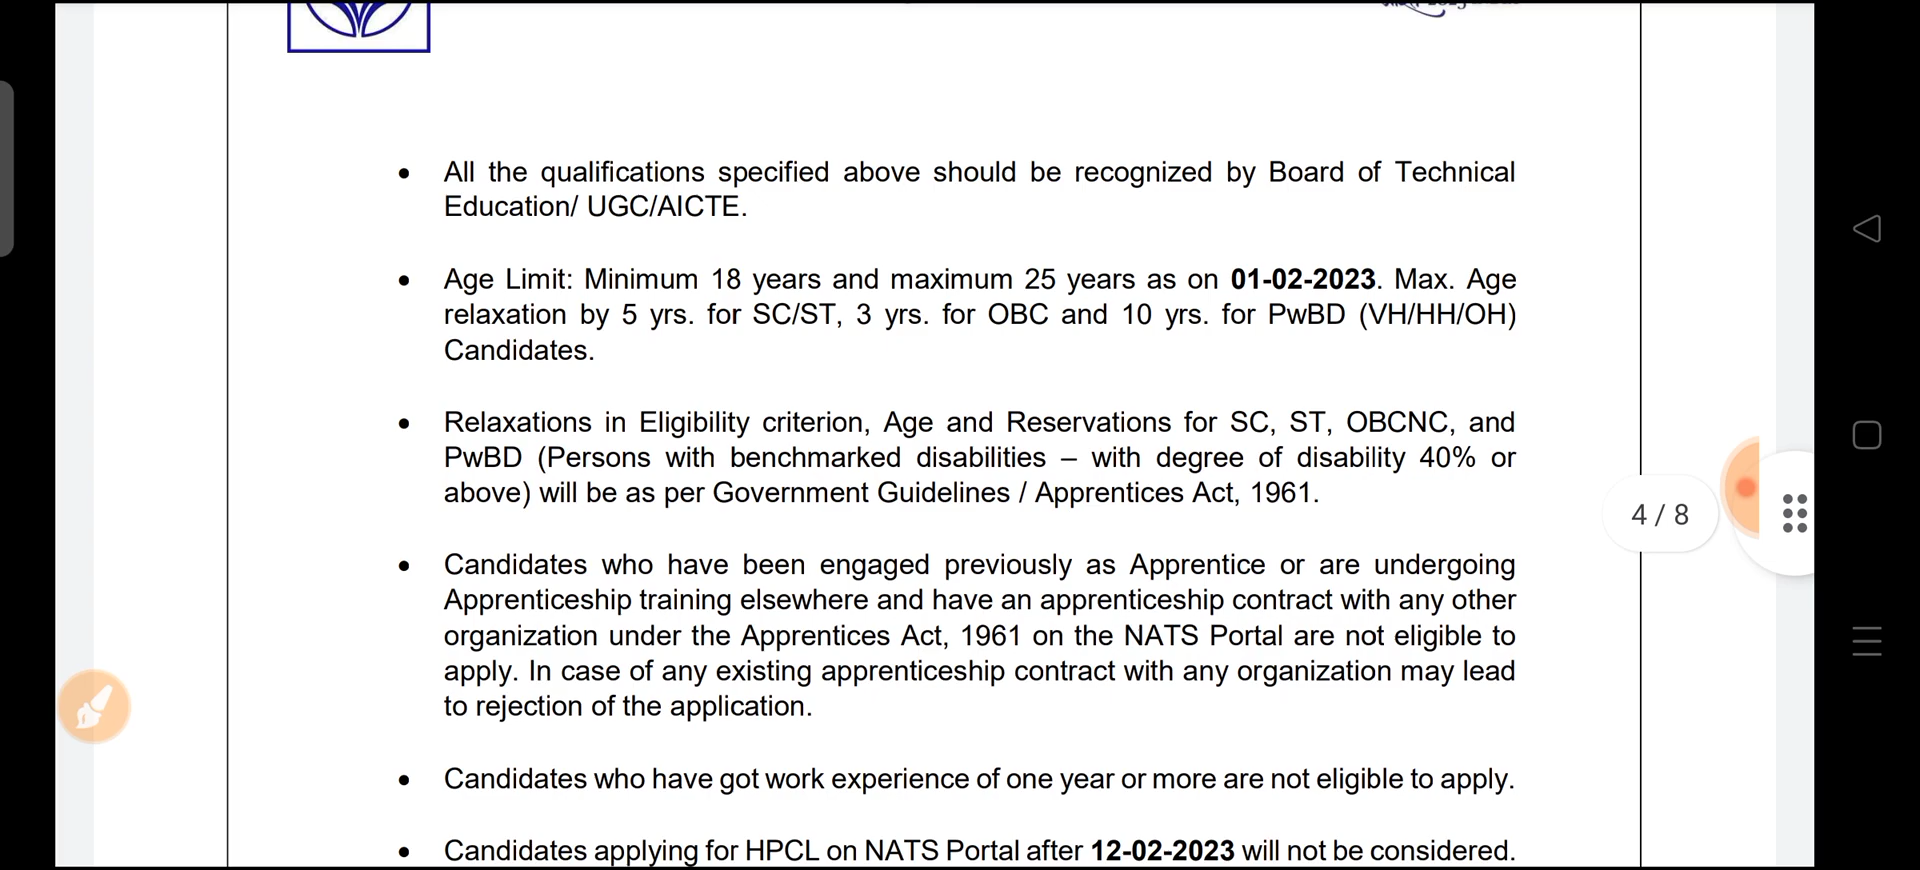 • All the qualifications specified above should be recognized by Board of Technical
Education/ UGC/AICTE.
• Age Limit: Minimum 18 years and maximum 25 years as on 01-02-2023. Max. Age
relaxation by 5 yrs. for SC/ST, 3 yrs. for OBC and 10 yrs. for PwBD (VH/HH/OH)
Candidates.
• Relaxations in Eligibility criterion, Age and Reservations for SC, ST, OBCNC, and
PwBD (Persons with benchmarked disabilities – with degree of disability 40% or
above) will be as per Government Guidelines / Apprentices Act, 1961.
4 / 8
• Candidates who have been engaged previously as Apprentice or are undergoing
Apprenticeship training elsewhere and have an apprenticeship contract with any other
organization under the Apprentices Act, 1961 on the NATS Portal are not eligible to
apply. In case of any existing apprenticeship contract with any organization may lead
to rejection of the application.
• Candidates who have got work experience of one year or more are not eligible to apply.
• Candidates applying for HPCL on NATS Portal after 12-02-2023 will not be considered.